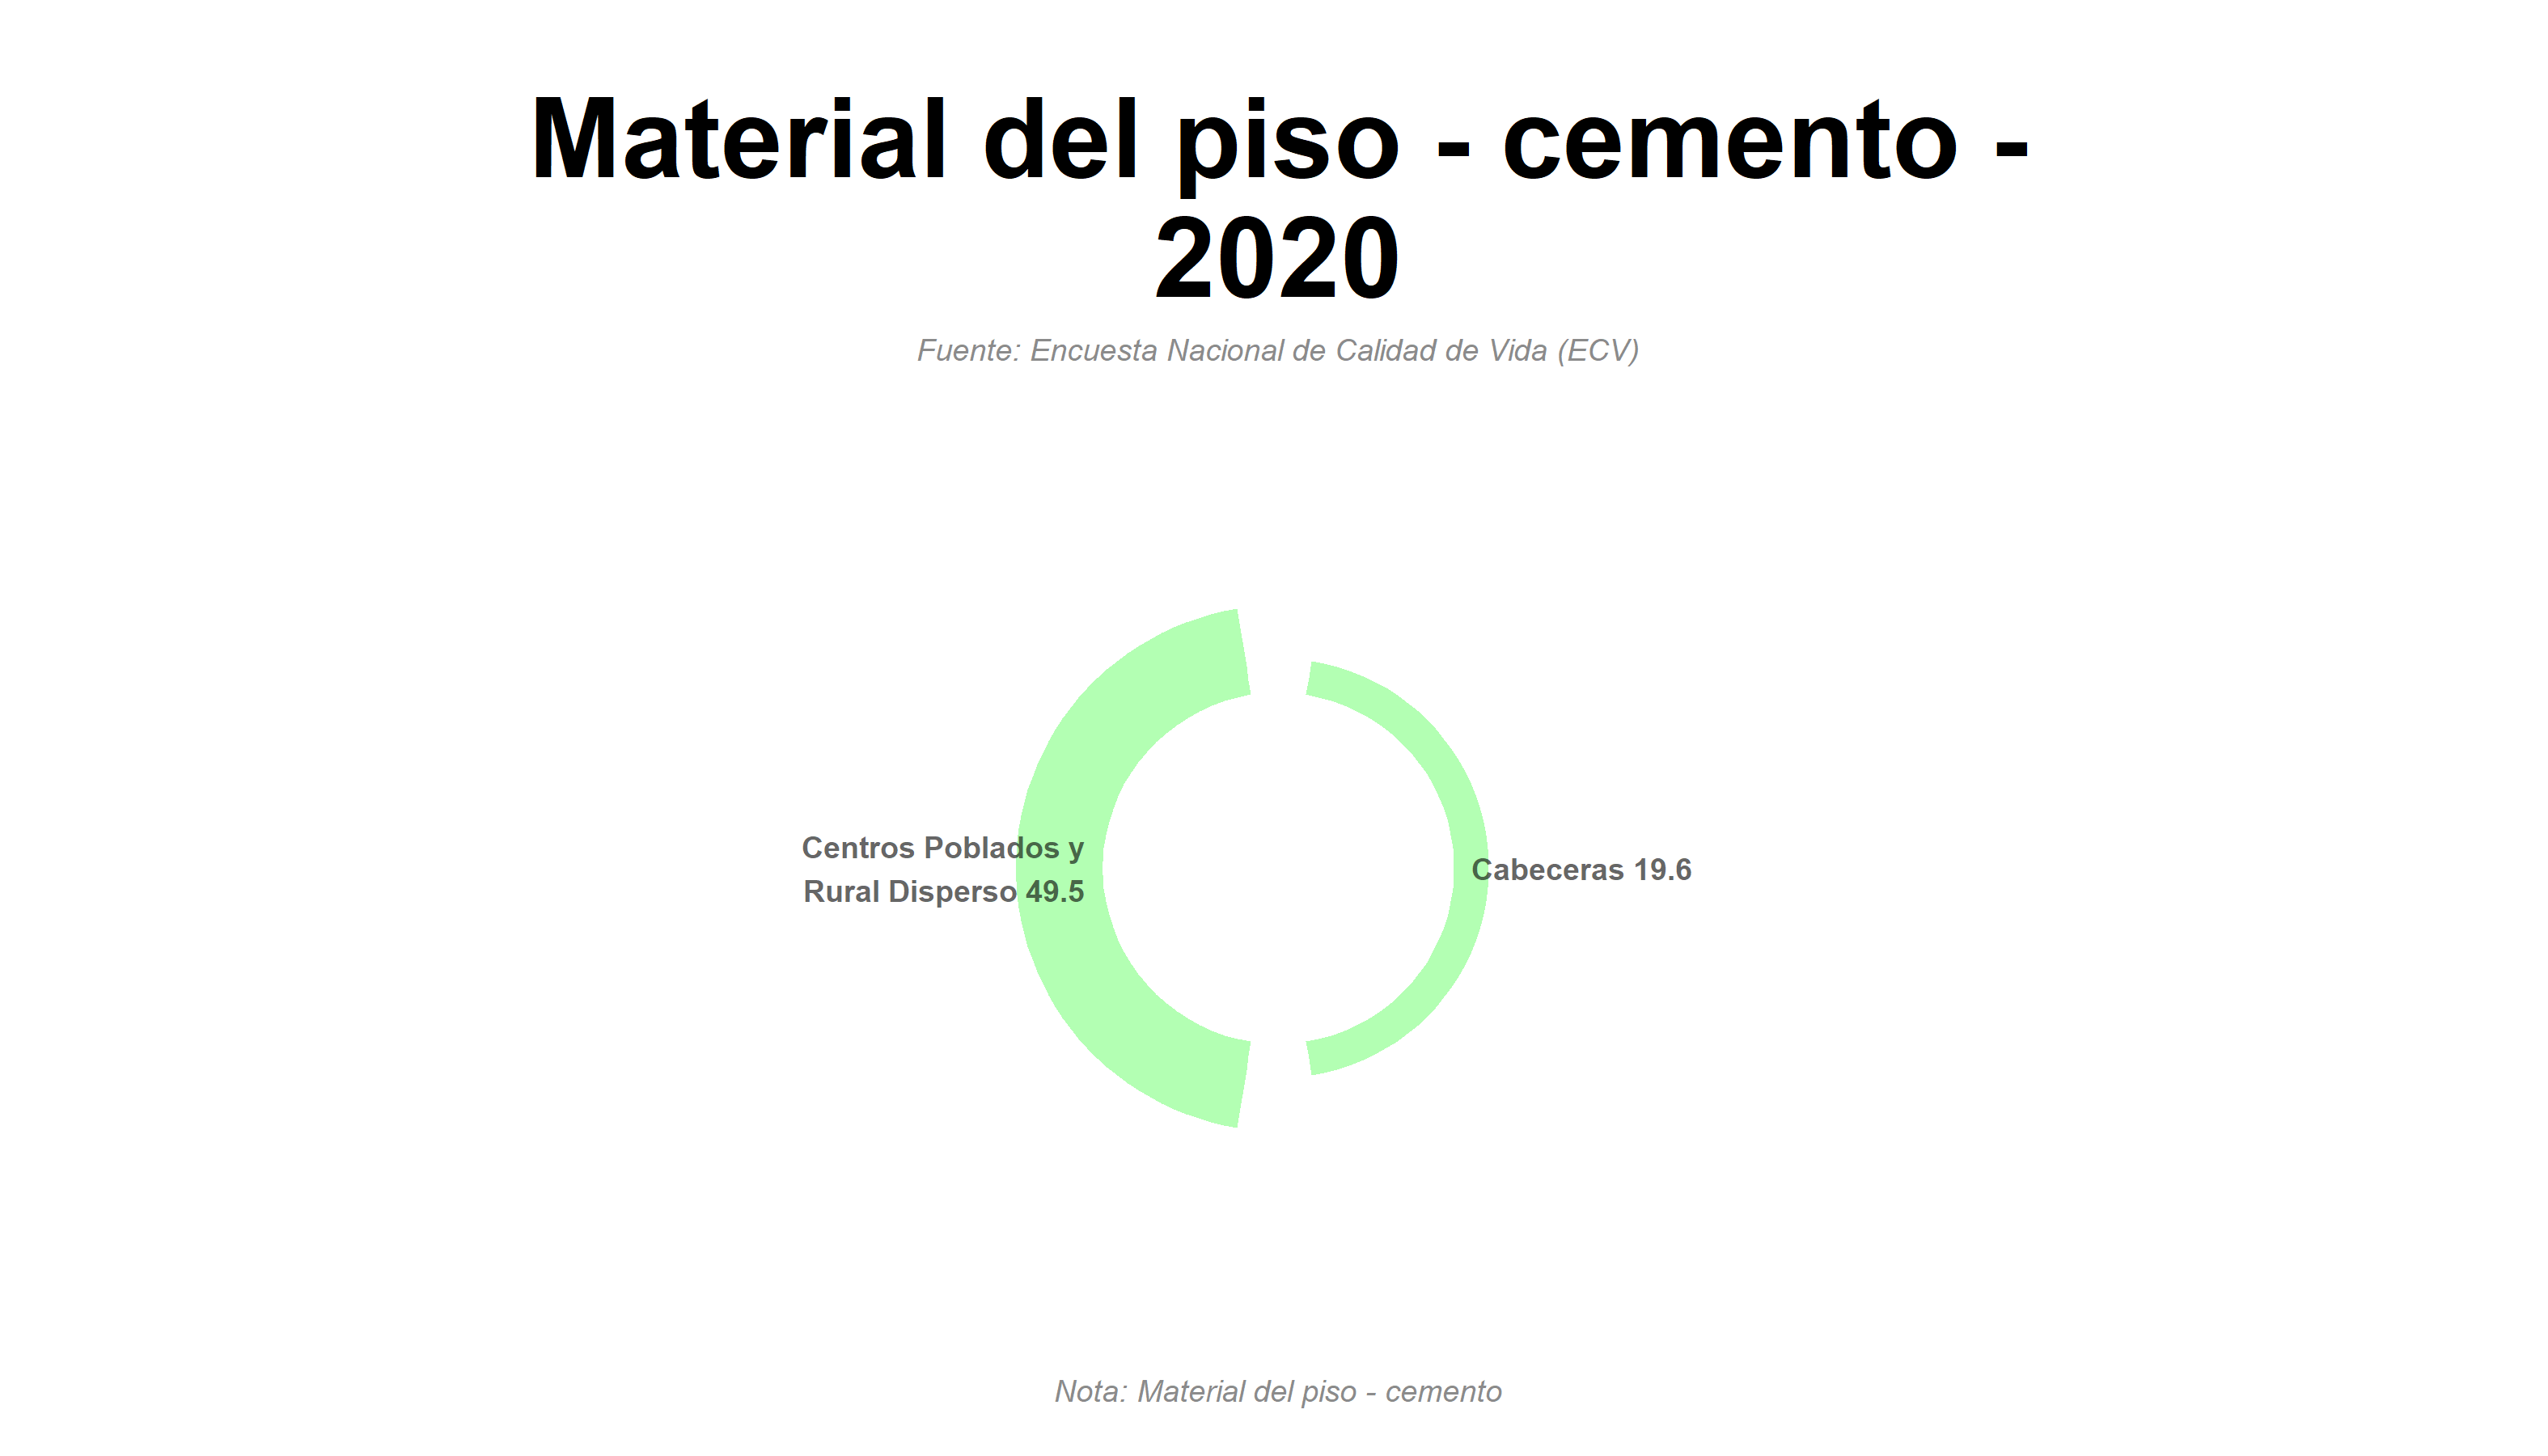 Material del piso - cemento -
2020
Fuente: Encuesta Nacional de Calidad de Vida (ECV)
Centros Poblados y
Rural Disperso 49.5
Cabeceras 19.6
Nota: Material del piso - cemento